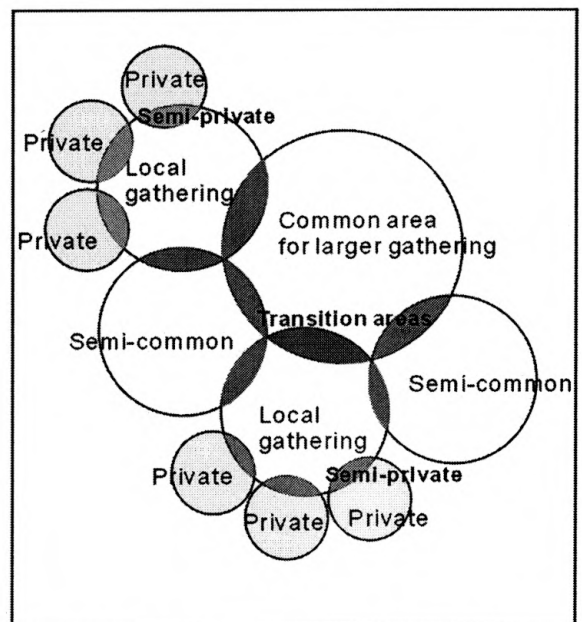 Private
Semi-private
Private
Local
gathering
Private
Common area
for larger gathering
Transition areas
Semi-common
Semi-common
Local
gathering
Private
Semi-private
Private
Private